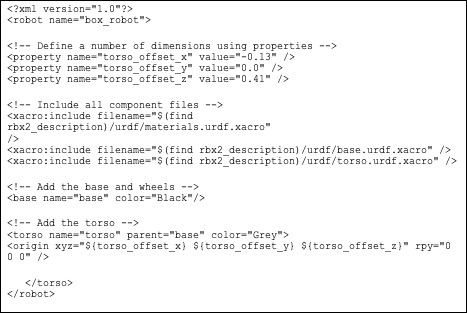 <?xml version="1.0"?>
<robot name="box_robot">
<!-- Define a number of dimensions using properties -->
<property name="torso_offset_x" value="-0.13" />
<property name="torso_offset_y" value="0.0" />
<property name="torso_offset_z" value="0.41" />
<!-- Include all component files -->
<xacro:include filename="$(find
rbx2_description)/urdf/materials.urdf.xacro"
/>
<xacro:include filename="$(find rbx2_description)/urdf/base.urdf.xacro" />
<xacro:include filename="$(find rbx2_description)/urdf/torso.urdf.xacro" />
<!-- Add the base and wheels -->
<base name="base" color="Black"/>
<!-- Add the torso -->
<torso name="torso" parent="base" color="Grey">
<origin xyz="${torso_offset_x} ${torso_offset_y} ${torso_offset_z}" rpy="0
0 0" />
</torso>
</robot>